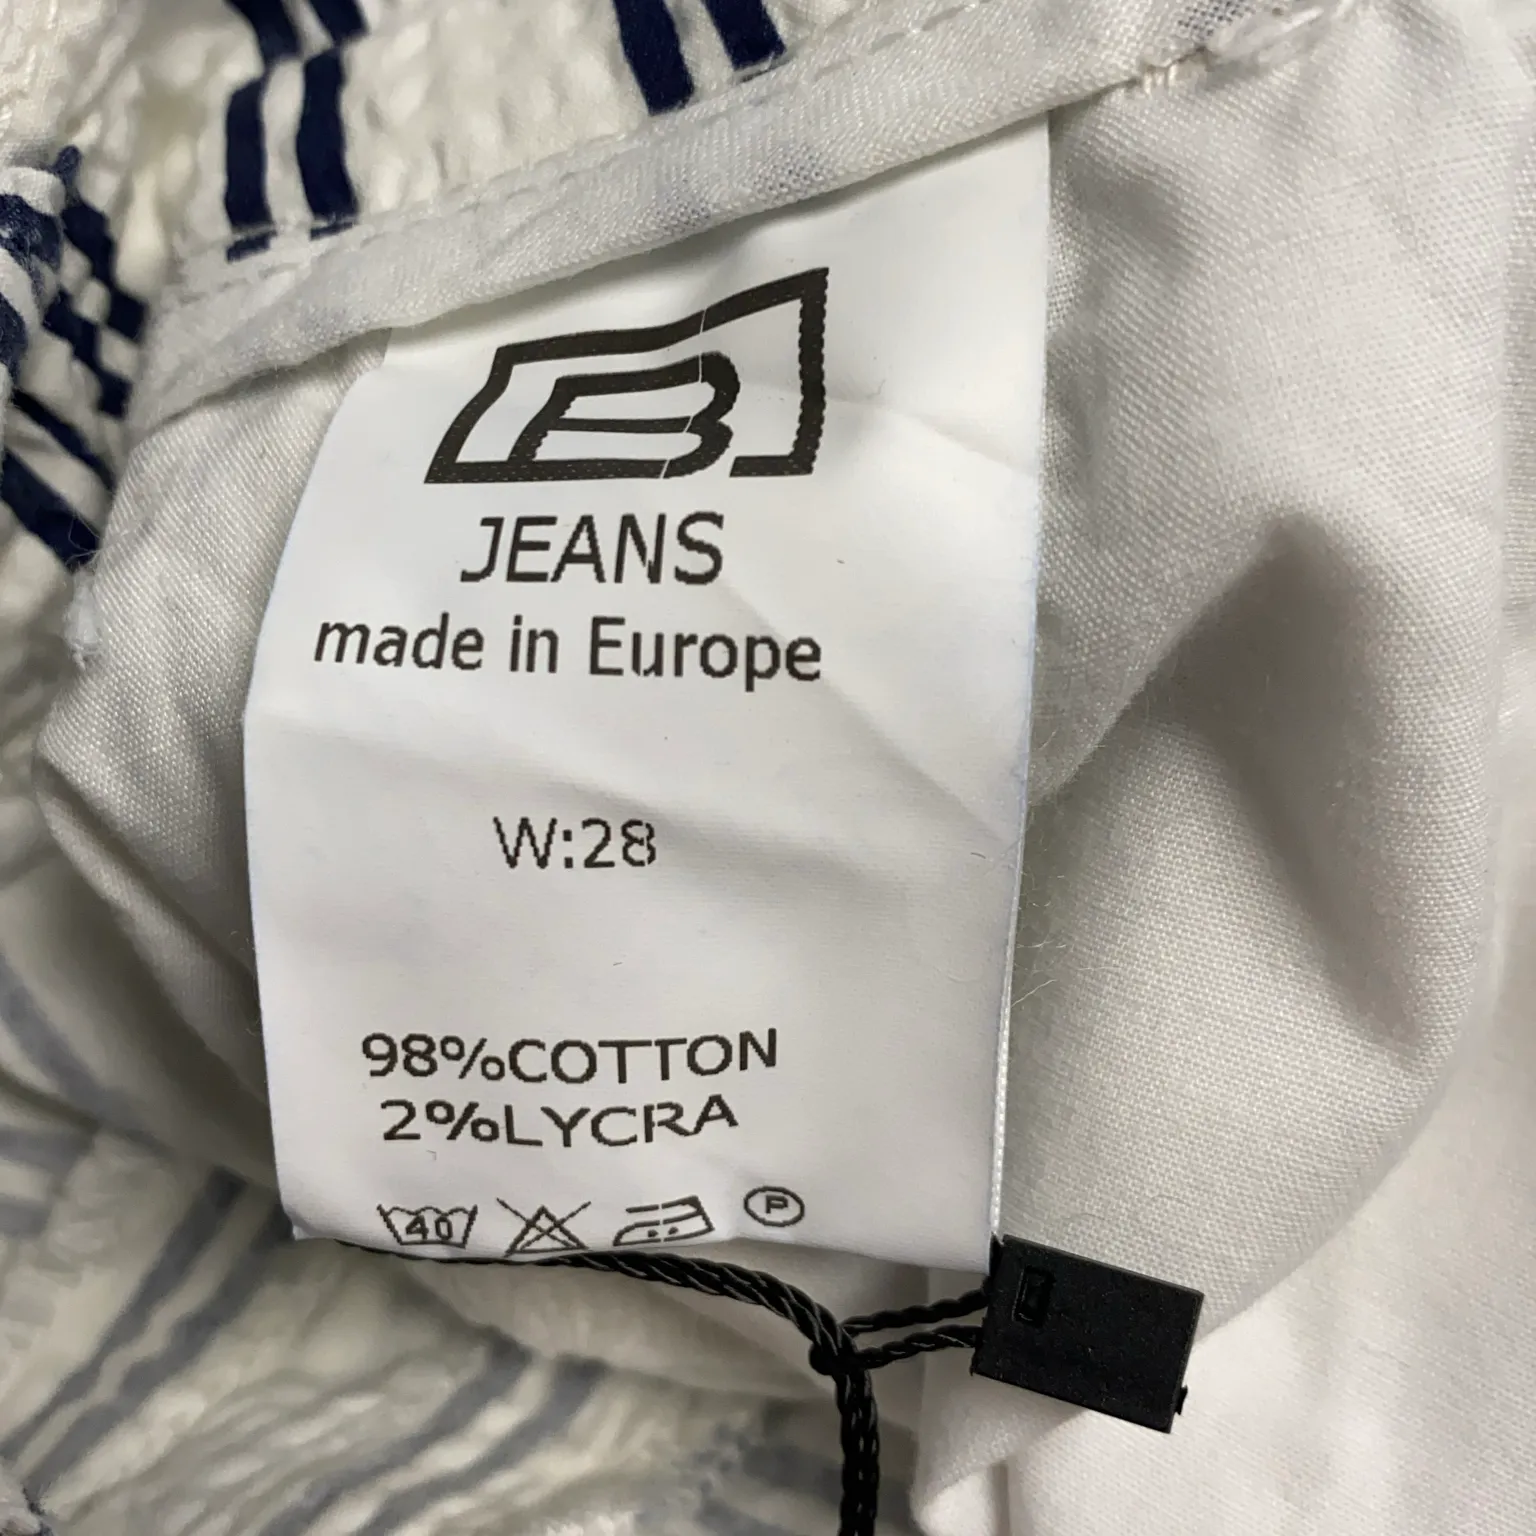 B
JEANS
made in Europe
W:28
98%COTTON
2%LYCRA
40
P